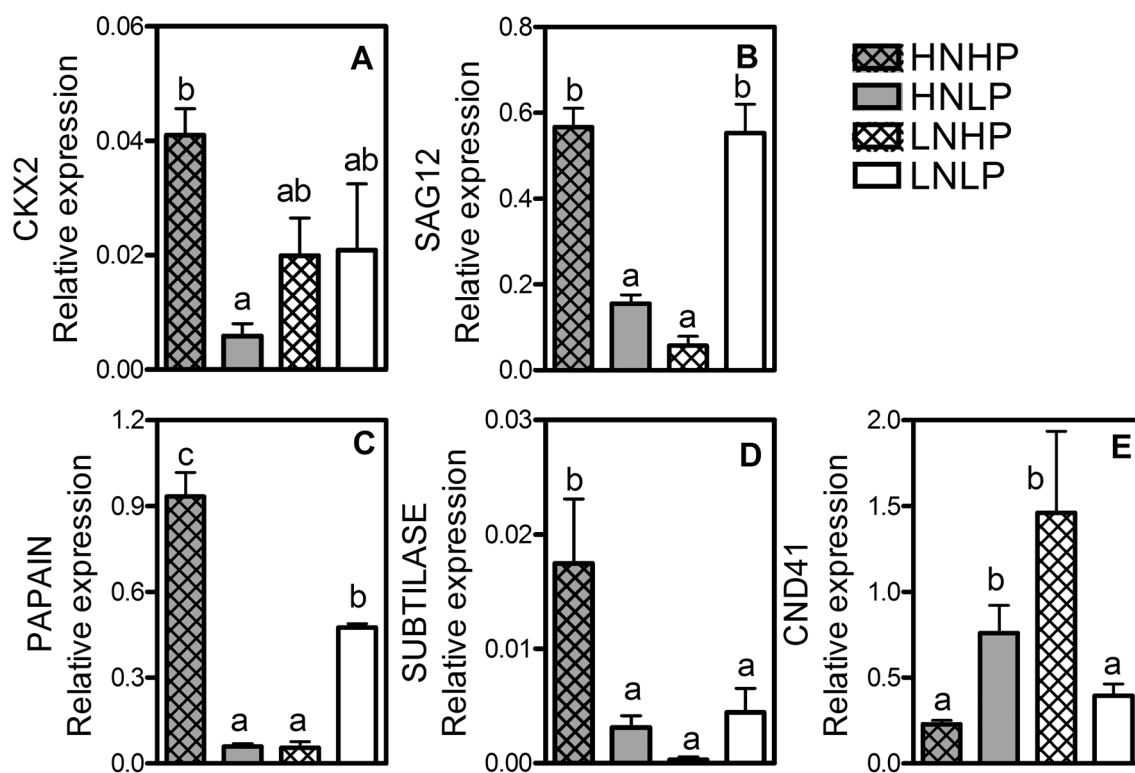 CKX2
Relative expression
0.06
0.04
0.02
0.00
A
b
a
ab
ab
SAG12
Relative expression
0.8
0.6
0.4
0.2
0.0
B
b
a
a
b
HNHP
HNLP
LNHP
LNLP
PAPAIN
Relative expression
1.2
0.9
0.6
0.3
0.0
C
c
a
a
b
SUBTILASE
Relative expression
0.03
0.02
0.01
0.00
D
b
a
a
a
CND41
Relative expression
2.0
1.5
1.0
0.5
0.0
E
a
b
b
a